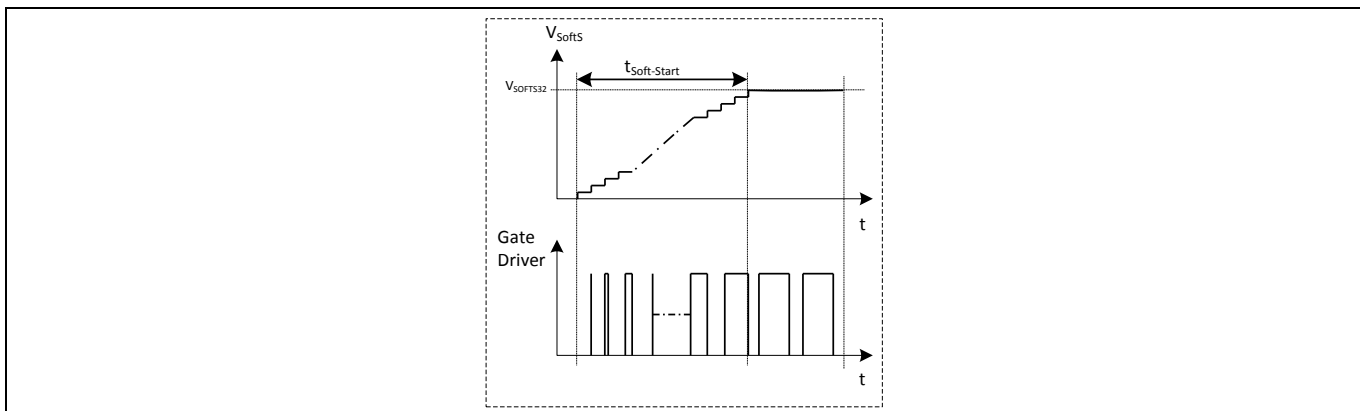 VSoftS
tSoft-Start
VSOFTS32
t
Gate
Driver
t